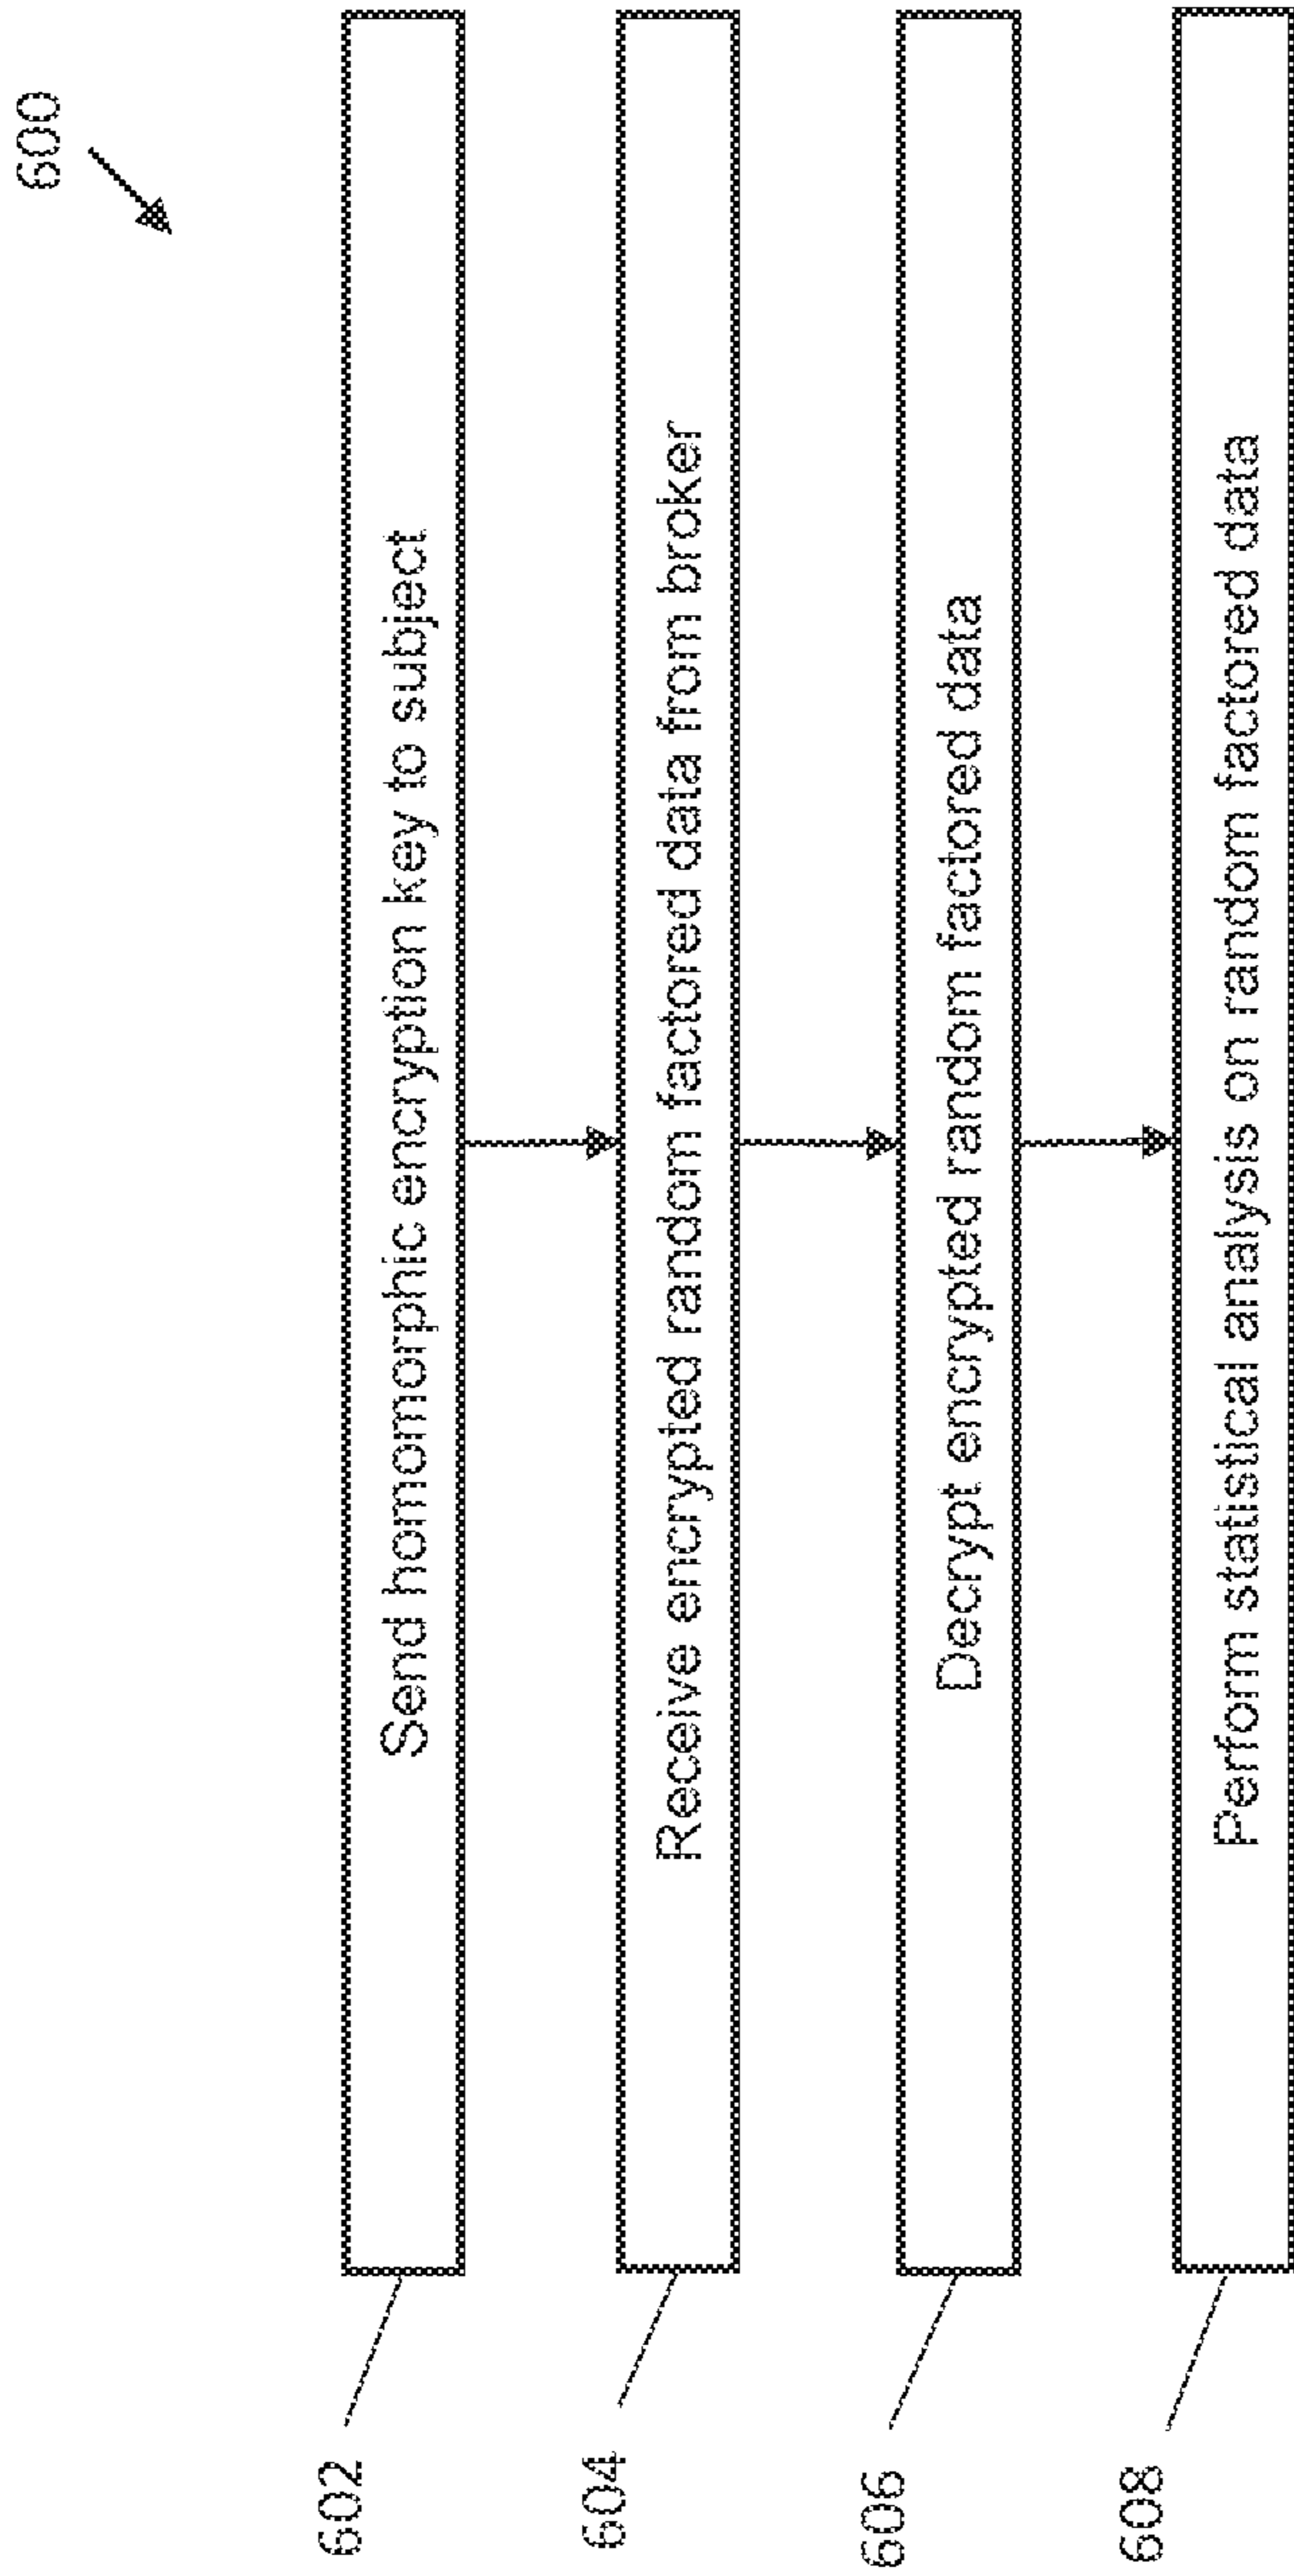 600
602
Send homomorphic encryption key to subject
604
Receive encrypted random factored data from broker
606
Decrypt encrypted random factored data
608
Perform statistical analysis on random factored data